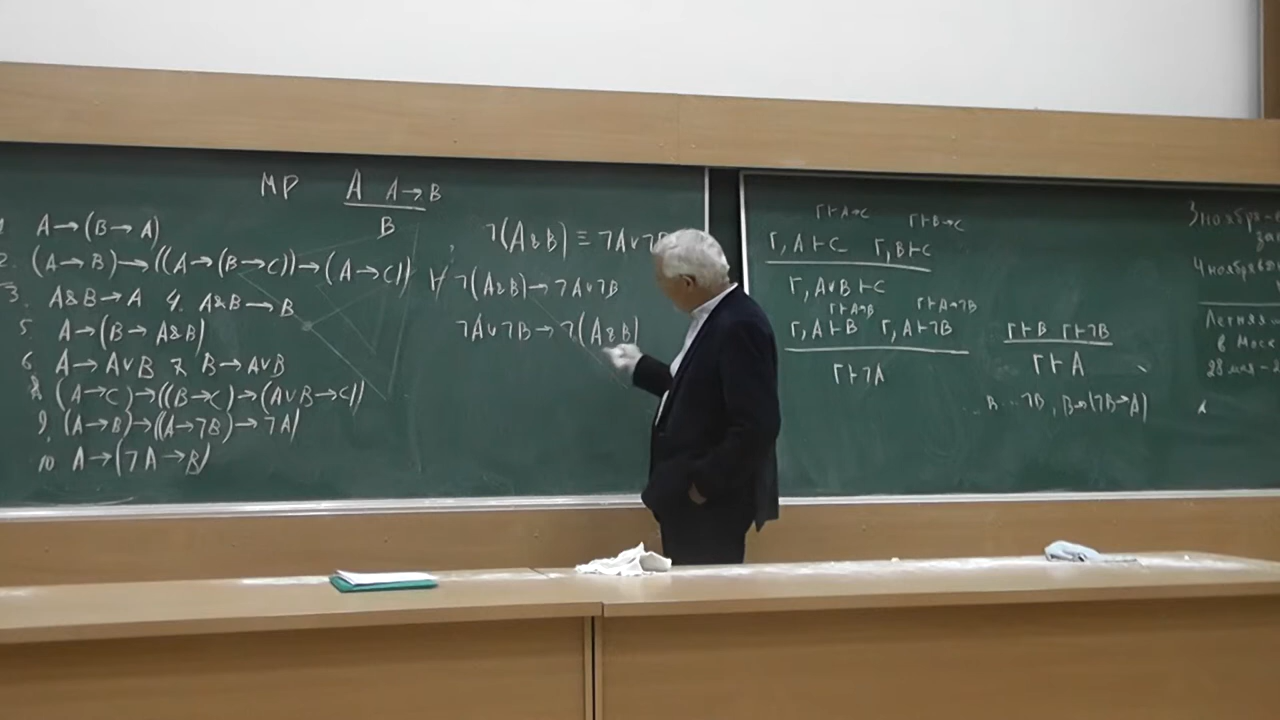 MP A A→B
B
1. A→(B→A)
2. (A→B)→((A→(B→C))→(A→C))
3. A&B→A 4. A&B→B
5. A→(B→A&B)
6. A→A∨B 7. B→A∨B
8. (A→C)→((B→C)→(A∨B→C))
9. (A→B)→((A→¬B)→¬A)
10. A→(¬A→B)
¬(A&B) ≡ ¬A∨¬B
⊬ ¬(A&B)→¬A∨¬B
¬A∨¬B→¬(A&B)
Γ⊢A→C Γ⊢B→C
Γ, A⊢C Γ, B⊢C
Γ, A∨B⊢C
Γ⊢A→B Γ⊢A→¬B
Γ, A⊢B Γ, A⊢¬B
Γ⊢¬A
Γ⊢B Γ⊢¬B
Γ⊢A
... B ... ¬B, B→(¬B→A)
3 ноября-
4 ноября
Летняя-
в Моск
28 мая-